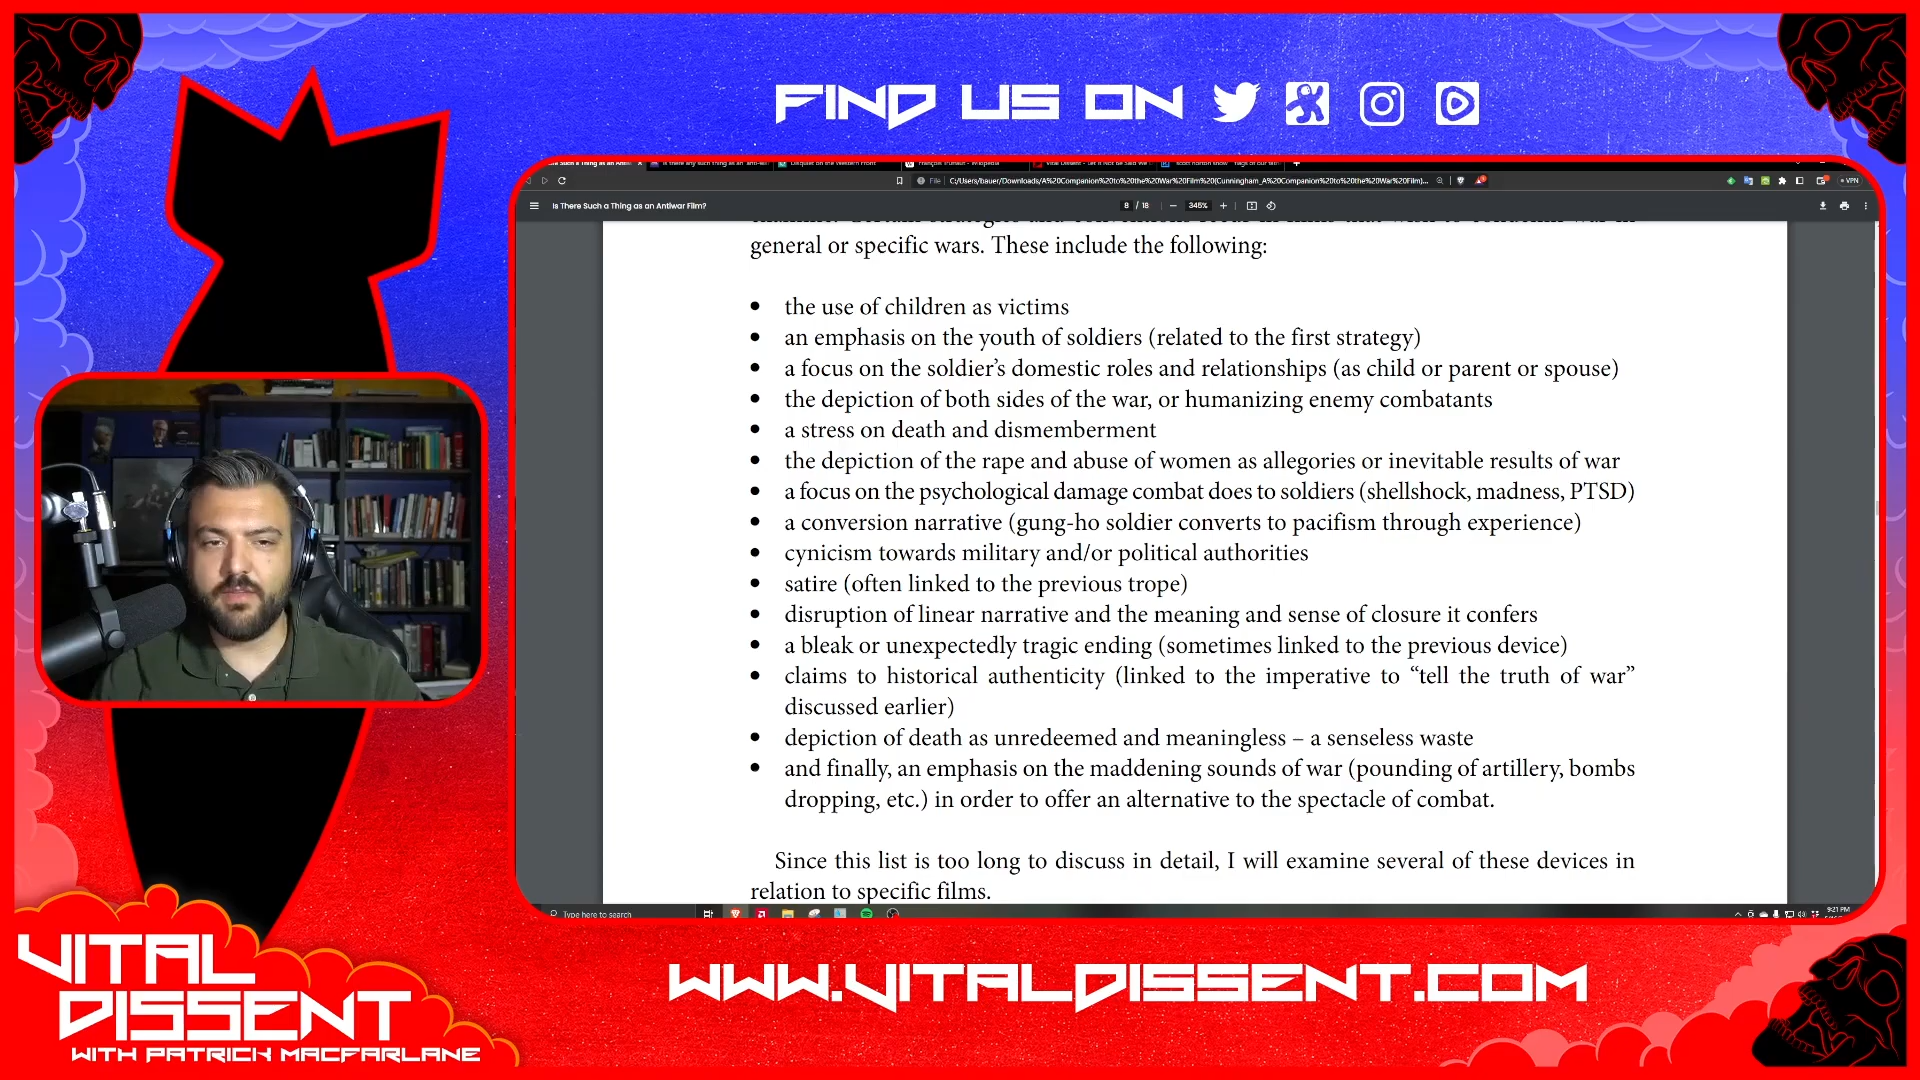 FIND US ON
Is There Such a Thing as an Antiwar Film?
8 / 18
345%
VPN
general or specific wars. These include the following:
• the use of children as victims
• an emphasis on the youth of soldiers (related to the first strategy)
• a focus on the soldier’s domestic roles and relationships (as child or parent or spouse)
• the depiction of both sides of the war, or humanizing enemy combatants
• a stress on death and dismemberment
• the depiction of the rape and abuse of women as allegories or inevitable results of war
• a focus on the psychological damage combat does to soldiers (shellshock, madness, PTSD)
• a conversion narrative (gung-ho soldier converts to pacifism through experience)
• cynicism towards military and/or political authorities
• satire (often linked to the previous trope)
• disruption of linear narrative and the meaning and sense of closure it confers
• a bleak or unexpectedly tragic ending (sometimes linked to the previous device)
• claims to historical authenticity (linked to the imperative to “tell the truth of war”
discussed earlier)
• depiction of death as unredeemed and meaningless – a senseless waste
• and finally, an emphasis on the maddening sounds of war (pounding of artillery, bombs
dropping, etc.) in order to offer an alternative to the spectacle of combat.
Since this list is too long to discuss in detail, I will examine several of these devices in
relation to specific films.
Type here to search
9:21 PM
VITAL
DISSENT
WITH PATRICK MACFARLANE
WWW.VITALDISSENT.COM